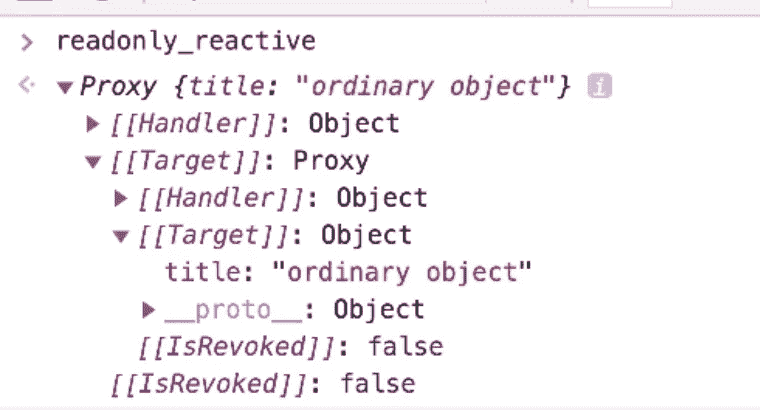 > readonly_reactive
<· ▼Proxy {title: "ordinary object"} i
▶[[Handler]]: Object
▼[[Target]]: Proxy
▶[[Handler]]: Object
▼[[Target]]: Object
title: "ordinary object"
▶__proto__: Object
[[IsRevoked]]: false
[[IsRevoked]]: false